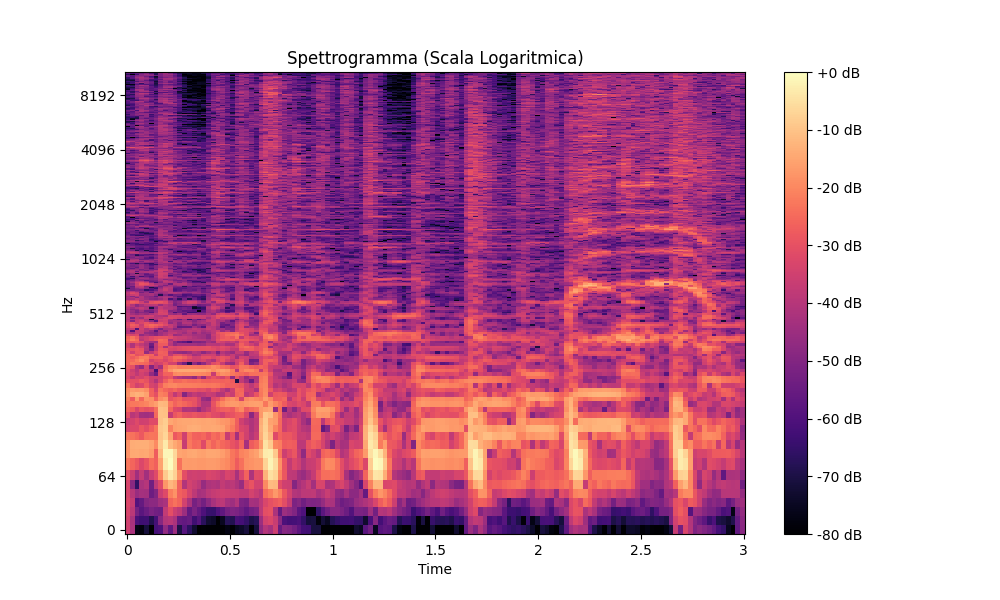 Spettrogramma (Scala Logaritmica)
Hz
8192
4096
2048
1024
512
256
128
64
0
0
0.5
1
1.5
2
2.5
3
Time
+0 dB
-10 dB
-20 dB
-30 dB
-40 dB
-50 dB
-60 dB
-70 dB
-80 dB